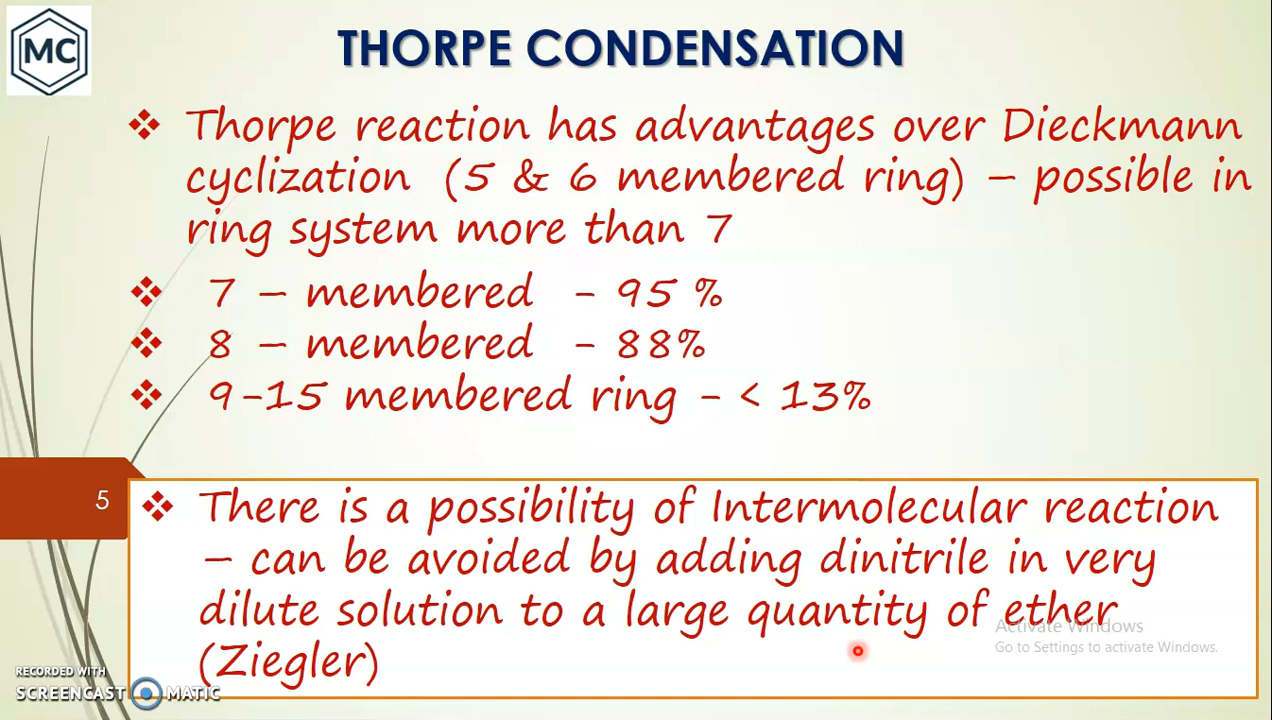 MC
THORPE CONDENSATION
Thorpe reaction has advantages over Dieckmann
cyclization (5 & 6 membered ring) – possible in
ring system more than 7
7 – membered - 95 %
8 – membered - 88%
9-15 membered ring - < 13%
5
There is a possibility of Intermolecular reaction
– can be avoided by adding dinitrile in very
dilute solution to a large quantity of ether
(Ziegler)
Activate Windows
Go to Settings to activate Windows.
RECORDED WITH
SCREENCAST MATIC